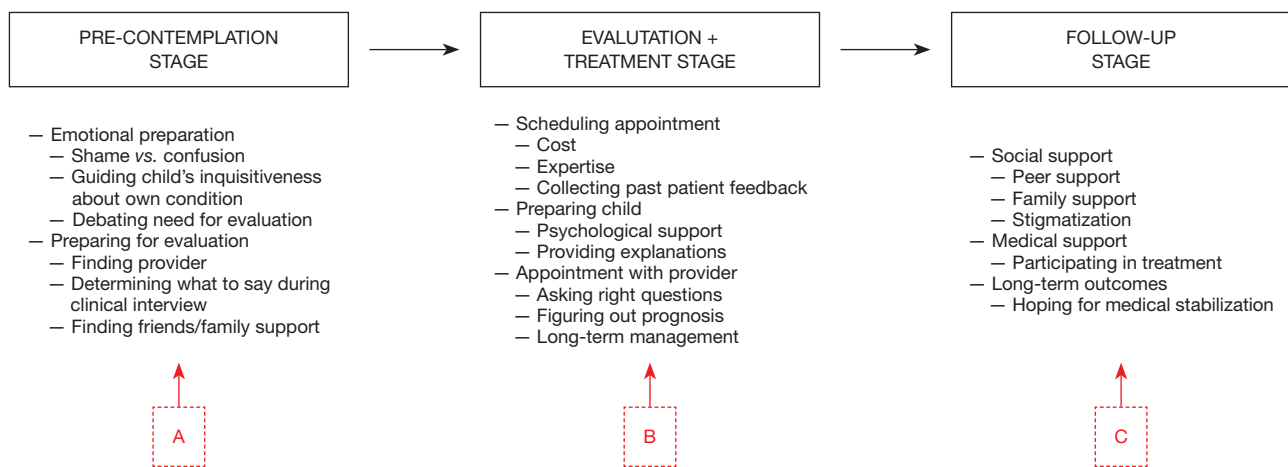 PRE-CONTEMPLATION
STAGE
EVALUTATION +
TREATMENT STAGE
FOLLOW-UP
STAGE
— Emotional preparation
— Shame vs. confusion
— Guiding child's inquisitiveness
about own condition
— Debating need for evaluation
— Preparing for evaluation
— Finding provider
— Determining what to say during
clinical interview
— Finding friends/family support
— Scheduling appointment
— Cost
— Expertise
— Collecting past patient feedback
— Preparing child
— Psychological support
— Providing explanations
— Appointment with provider
— Asking right questions
— Figuring out prognosis
— Long-term management
— Social support
— Peer support
— Family support
— Stigmatization
— Medical support
— Participating in treatment
— Long-term outcomes
— Hoping for medical stabilization
A
B
C